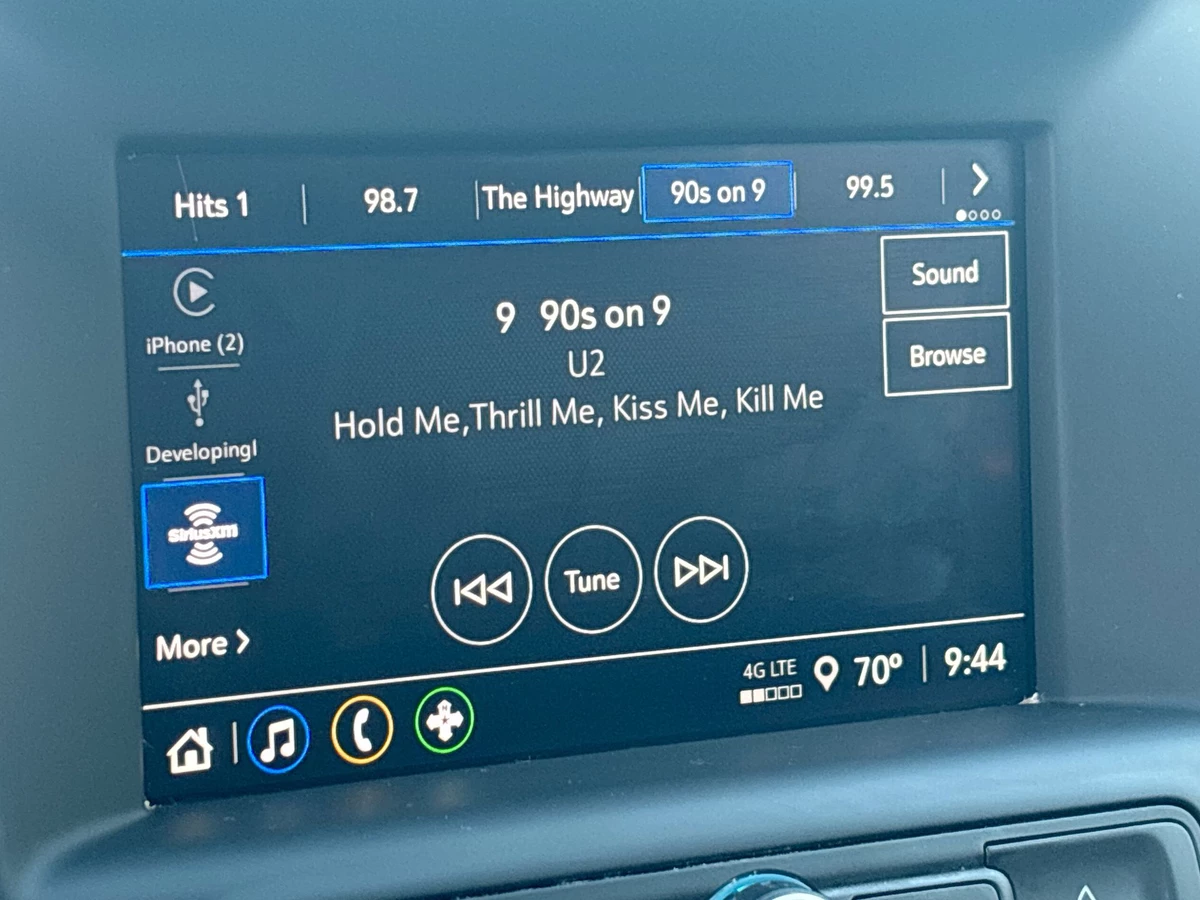 Hits 1 98.7 The Highway 90s on 9 99.5
Sound
Browse
iPhone (2)
DevelopingI
SiriusXM
More >
9 90s on 9
U2
Hold Me,Thrill Me, Kiss Me, Kill Me
Tune
4G LTE 70° 9:44